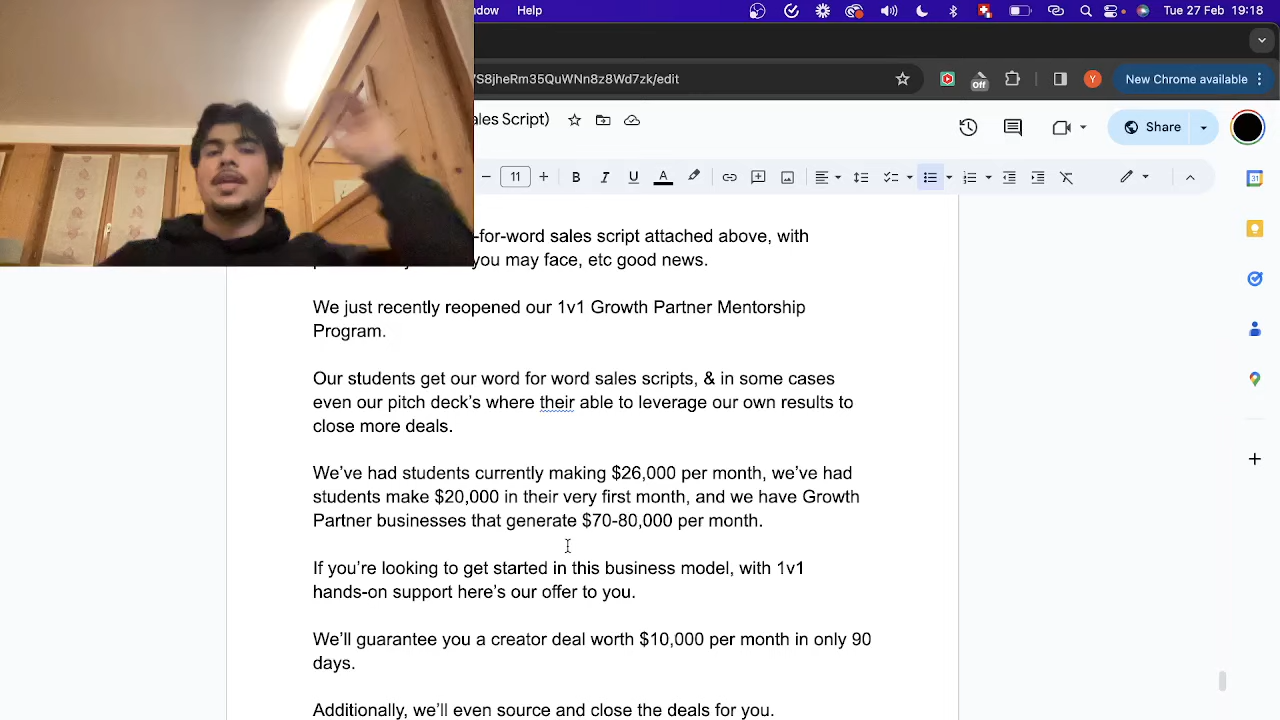 ndow Help
Tue 27 Feb 19:18
/S8jheRm35QuWNn8z8Wd7zk/edit
Off
Y
New Chrome available
ales Script)
Share
11
B I U A
31
-for-word sales script attached above, with
you may face, etc good news.
We just recently reopened our 1v1 Growth Partner Mentorship
Program.
Our students get our word for word sales scripts, & in some cases
even our pitch deck’s where their able to leverage our own results to
close more deals.
We’ve had students currently making $26,000 per month, we’ve had
students make $20,000 in their very first month, and we have Growth
Partner businesses that generate $70-80,000 per month.
If you’re looking to get started in this business model, with 1v1
hands-on support here’s our offer to you.
We’ll guarantee you a creator deal worth $10,000 per month in only 90
days.
Additionally, we’ll even source and close the deals for you.